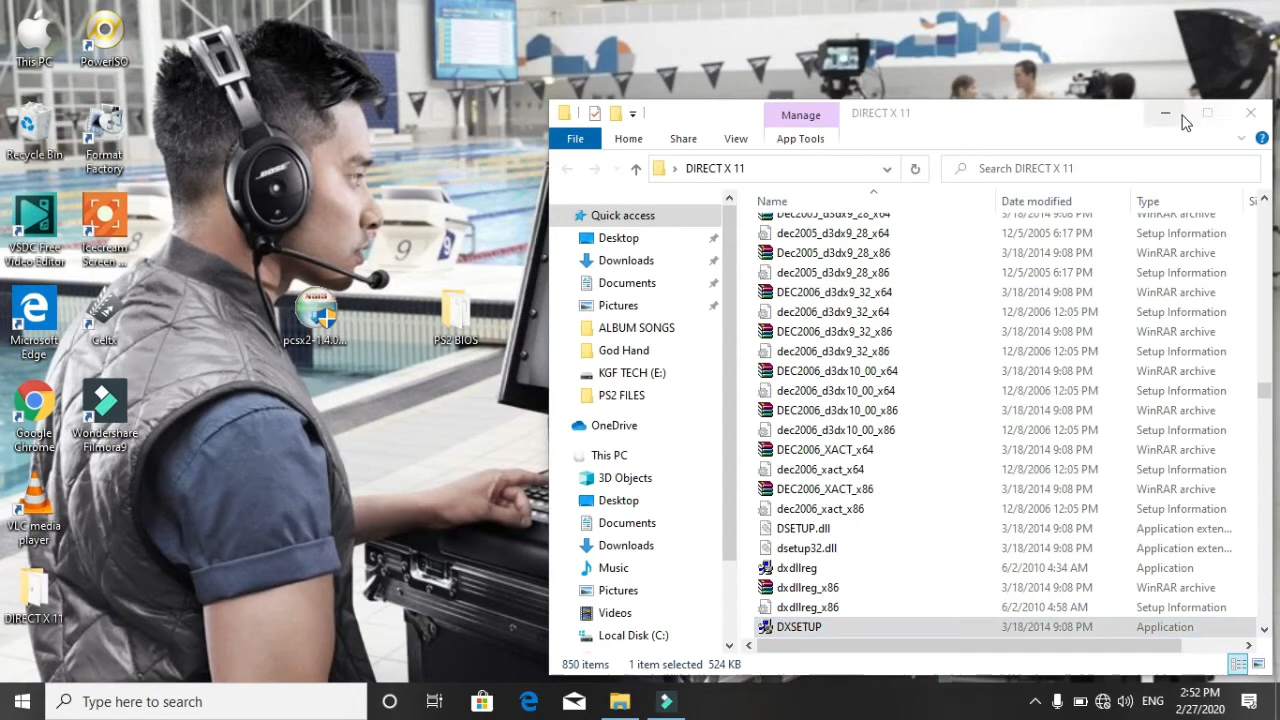 This PC
PowerISO
Recycle Bin
Format
Factory
VSDC Free
Video Editor
Icecream
Screen ...
Microsoft
Edge
Celtx
Google
Chrome
Wondershare
Filmora9
VLC media
player
DIRECT X 11
pcsx2-1.4.0...
PS2 BIOS
BOSE
9
Manage
DIRECT X 11
File
Home
Share
View
App Tools
DIRECT X 11
Search DIRECT X 11
Quick access
Desktop
Downloads
Documents
Pictures
ALBUM SONGS
God Hand
KGF TECH (E:)
PS2 FILES
OneDrive
This PC
3D Objects
Desktop
Documents
Downloads
Music
Pictures
Videos
Local Disk (C:)
Name Date modified Type Si
Dec2005_d3dx9_28_x64 3/18/2014 9:08 PM WinRAR archive
dec2005_d3dx9_28_x64 12/5/2005 6:17 PM Setup Information
Dec2005_d3dx9_28_x86 3/18/2014 9:08 PM WinRAR archive
dec2005_d3dx9_28_x86 12/5/2005 6:17 PM Setup Information
DEC2006_d3dx9_32_x64 3/18/2014 9:08 PM WinRAR archive
dec2006_d3dx9_32_x64 12/8/2006 12:05 PM Setup Information
DEC2006_d3dx9_32_x86 3/18/2014 9:08 PM WinRAR archive
dec2006_d3dx9_32_x86 12/8/2006 12:05 PM Setup Information
DEC2006_d3dx10_00_x64 3/18/2014 9:08 PM WinRAR archive
dec2006_d3dx10_00_x64 12/8/2006 12:05 PM Setup Information
DEC2006_d3dx10_00_x86 3/18/2014 9:08 PM WinRAR archive
dec2006_d3dx10_00_x86 12/8/2006 12:05 PM Setup Information
DEC2006_XACT_x64 3/18/2014 9:08 PM WinRAR archive
dec2006_xact_x64 12/8/2006 12:05 PM Setup Information
DEC2006_XACT_x86 3/18/2014 9:08 PM WinRAR archive
dec2006_xact_x86 12/8/2006 12:05 PM Setup Information
DSETUP.dll 3/18/2014 9:08 PM Application exten...
dsetup32.dll 3/18/2014 9:08 PM Application exten...
dxdllreg 6/2/2010 4:34 AM Application
dxdllreg_x86 3/18/2014 9:08 PM WinRAR archive
dxdllreg_x86 6/2/2010 4:58 AM Setup Information
DXSETUP 3/18/2014 9:08 PM Application
850 items 1 item selected 524 KB
Type here to search
ENG
2:52 PM
2/27/2020